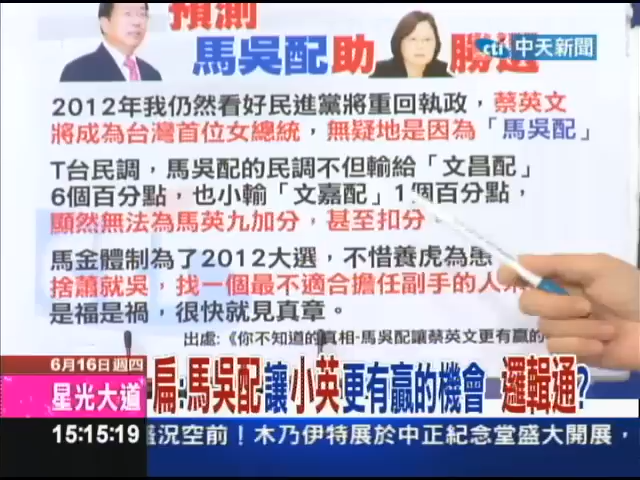 預測
馬吳配助 勝選
cti 中天新聞
2012年我仍然看好民進黨將重回執政，蔡英文
將成為台灣首位女總統，無疑地是因為「馬吳配」
T台民調，馬吳配的民調不但輸給「文昌配」
6個百分點，也小輸「文嘉配」1個百分點，
顯然無法為馬英九加分，甚至扣分。
馬金體制為了2012大選，不惜養虎為患
捨蕭就吳，找一個最不適合擔任副手的人來
是福是禍，很快就見真章。
出處:《你不知道的真相-馬吳配讓蔡英文更有贏的
6月16日週四
星光大道
扁:馬吳配讓小英更有贏的機會 邏輯通?
15:15:19
況空前！木乃伊特展於中正紀念堂盛大開展，